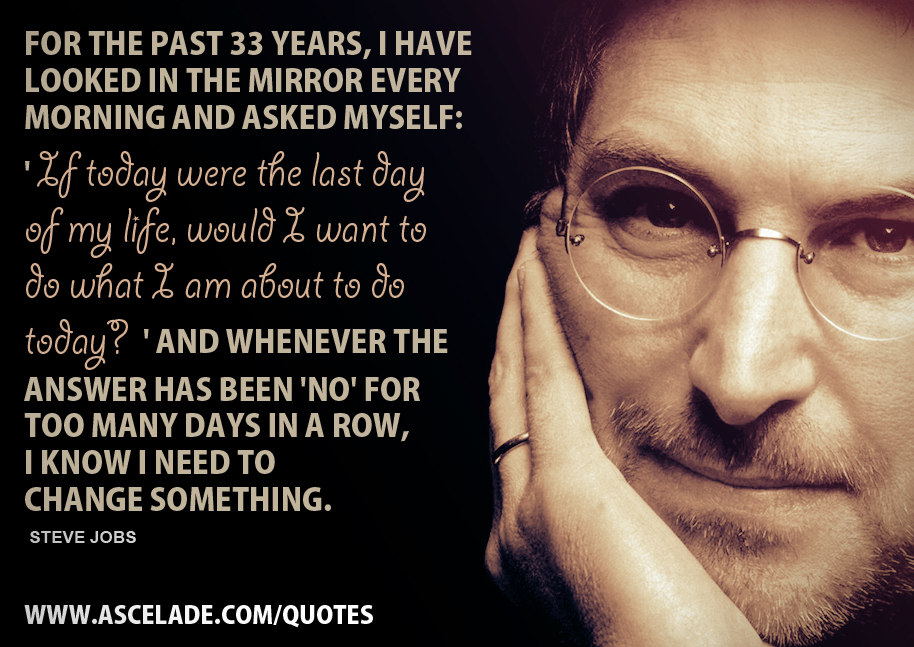 FOR THE PAST 33 YEARS, I HAVE
LOOKED IN THE MIRROR EVERY
MORNING AND ASKED MYSELF:
' If today were the last day
of my life, would I want to
do what I am about to do
today? ' AND WHENEVER THE
ANSWER HAS BEEN 'NO' FOR
TOO MANY DAYS IN A ROW,
I KNOW I NEED TO
CHANGE SOMETHING.
STEVE JOBS
WWW.ASCELADE.COM/QUOTES